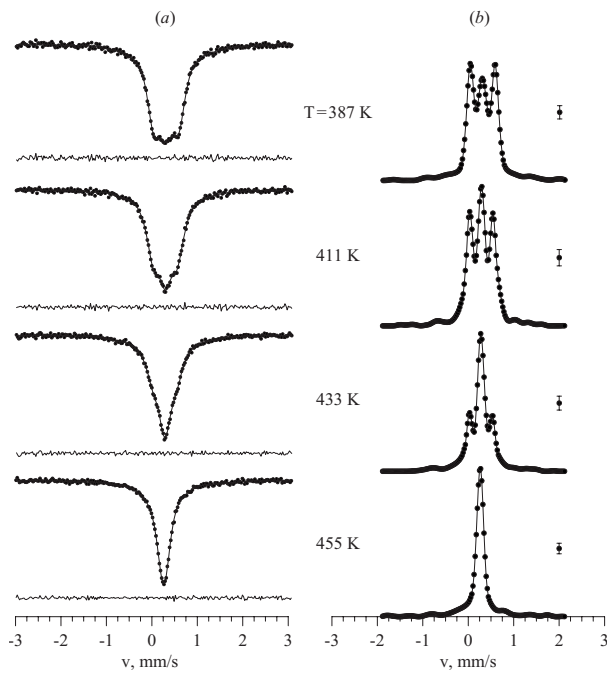 (a) (b)
T=387 K
411 K
433 K
455 K
-3 -2 -1 0 1 2 3 -3 -2 -1 0 1 2 3
v, mm/s v, mm/s